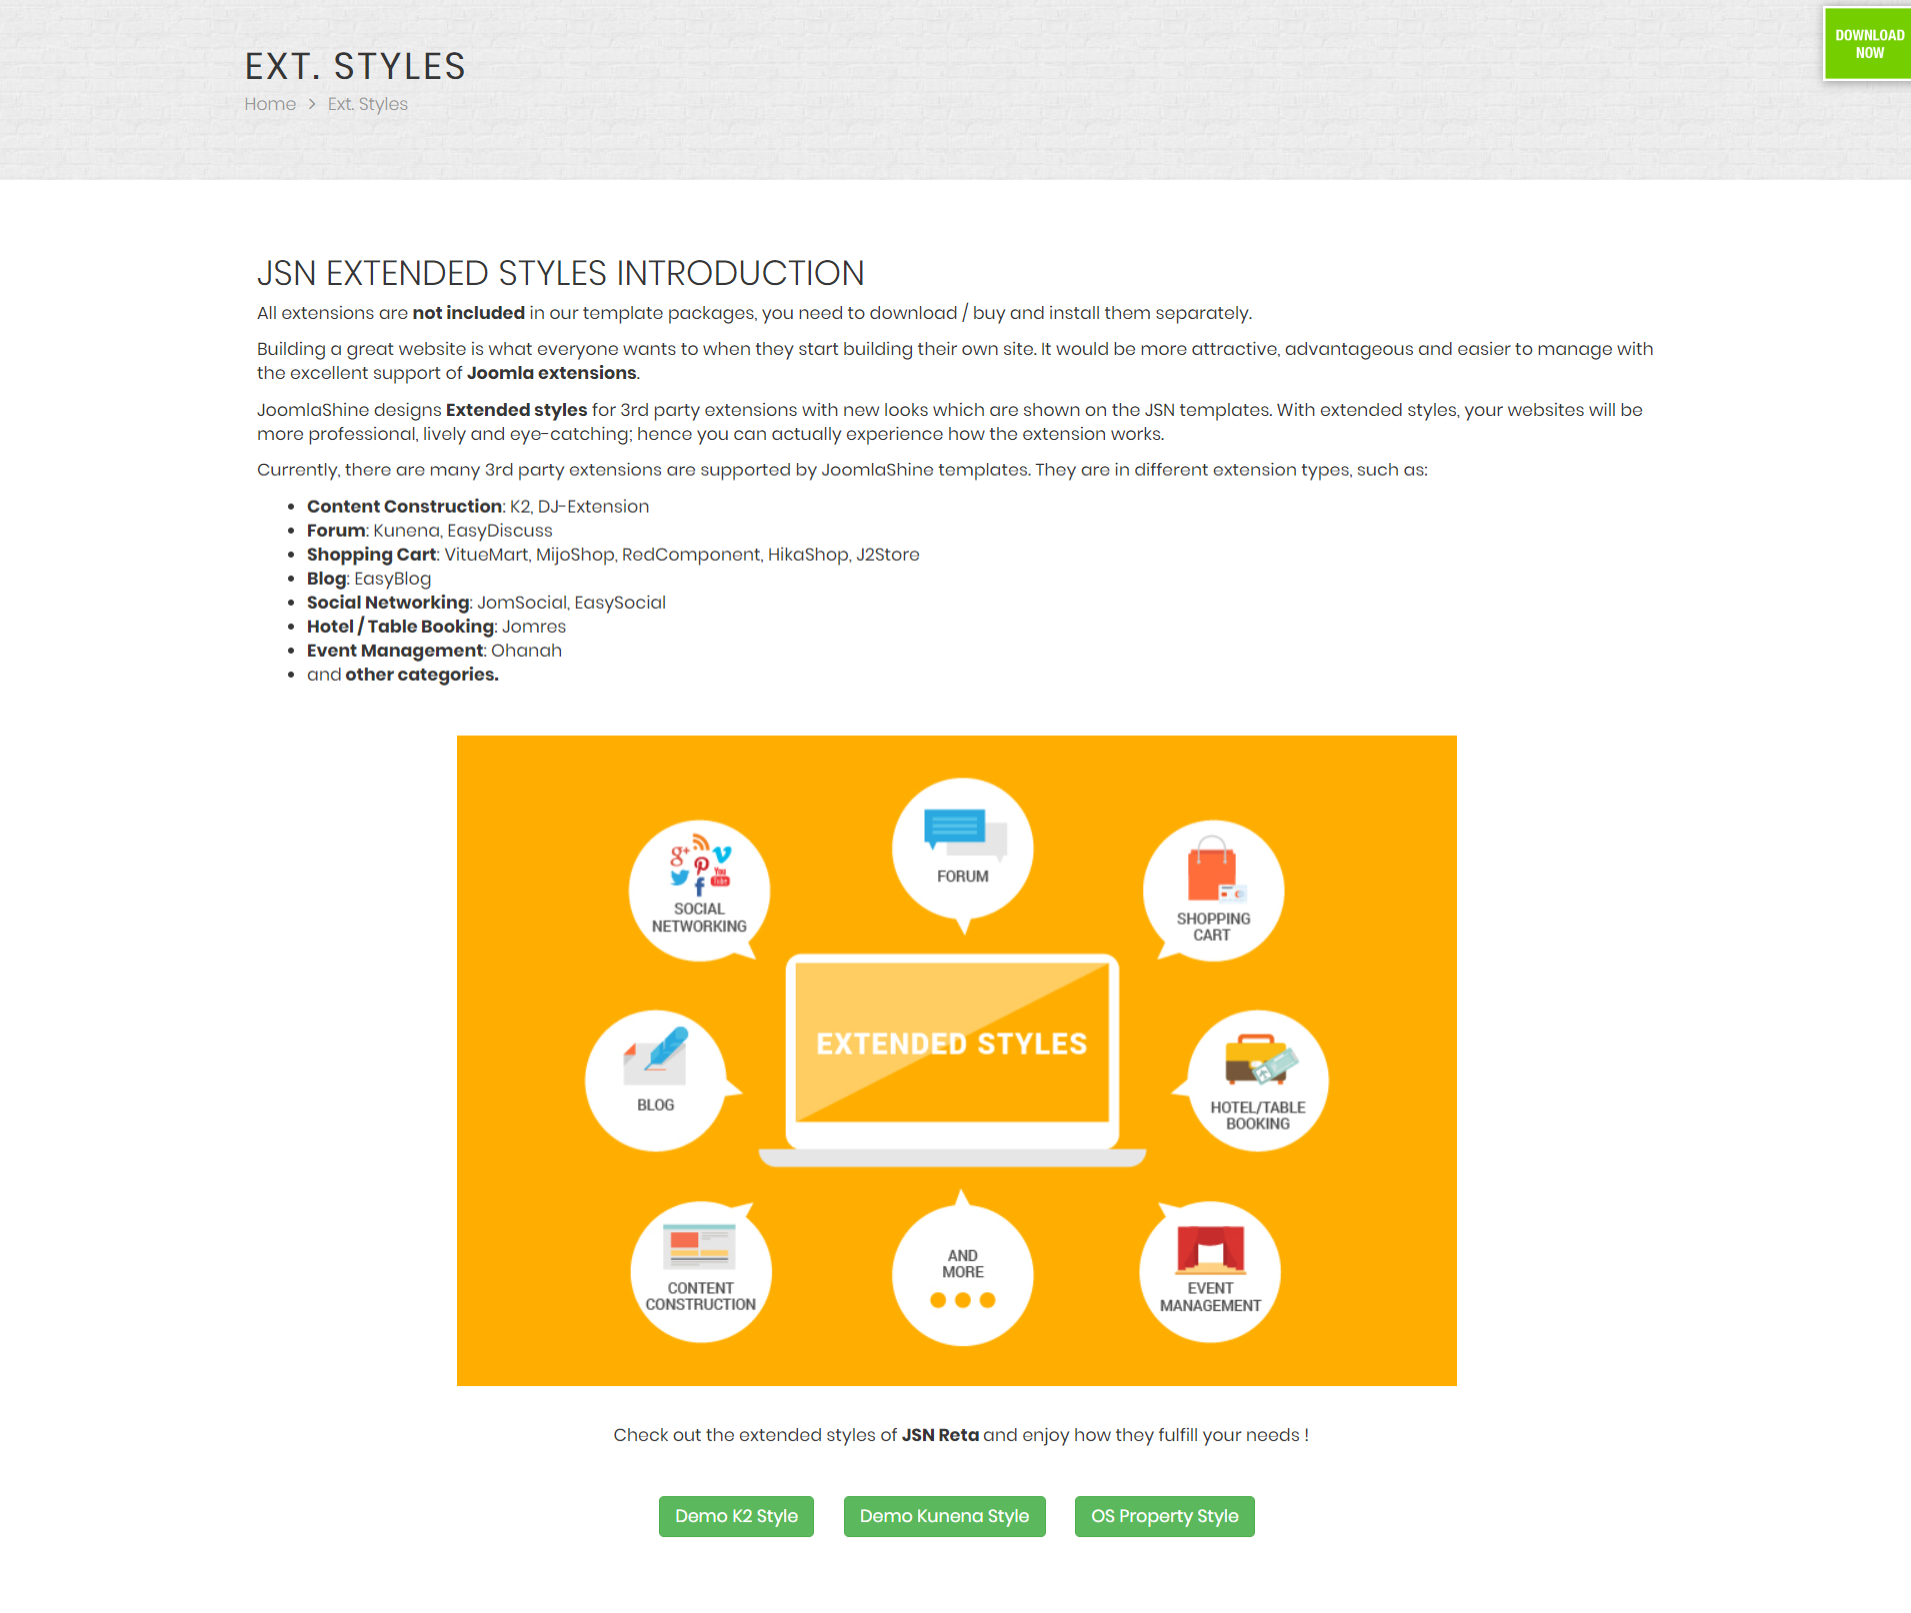 EXT. STYLES
Home > Ext. Styles
DOWNLOAD
NOW
JSN EXTENDED STYLES INTRODUCTION
All extensions are not included in our template packages, you need to download / buy and install them separately.
Building a great website is what everyone wants to when they start building their own site. It would be more attractive, advantageous and easier to manage with
the excellent support of Joomla extensions.
JoomlaShine designs Extended styles for 3rd party extensions with new looks which are shown on the JSN templates. With extended styles, your websites will be
more professional, lively and eye-catching; hence you can actually experience how the extension works.
Currently, there are many 3rd party extensions are supported by JoomlaShine templates. They are in different extension types, such as:
• Content Construction: K2, DJ-Extension
• Forum: Kunena, EasyDiscuss
• Shopping Cart: VitueMart, MijoShop, RedComponent, HikaShop, J2Store
• Blog: EasyBlog
• Social Networking: JomSocial, EasySocial
• Hotel / Table Booking: Jomres
• Event Management: Ohanah
• and other categories.
FORUM
g+
You
Tube
SOCIAL
NETWORKING
SHOPPING
CART
EXTENDED STYLES
BLOG
HOTEL/TABLE
BOOKING
CONTENT
CONSTRUCTION
AND
MORE
EVENT
MANAGEMENT
Check out the extended styles of JSN Reta and enjoy how they fulfill your needs !
Demo K2 Style
Demo Kunena Style
OS Property Style